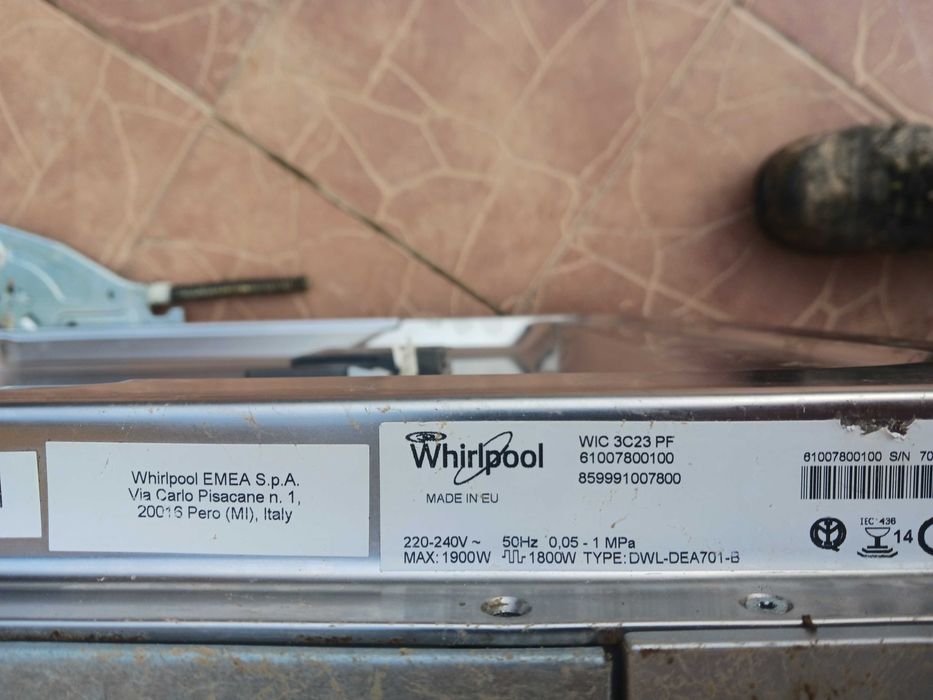 Whirlpool EMEA S.p.A.
Via Carlo Pisacane n. 1,
20016 Pero (MI), Italy
Whirlpool
MADE IN EU
WIC 3C23 PF
61007800100
859991007800
220-240V ~ 50Hz 0,05 - 1 MPa
MAX: 1900W 1800W TYPE: DWL-DEA701-B
61007800100 S/N 70
IEC 436
14